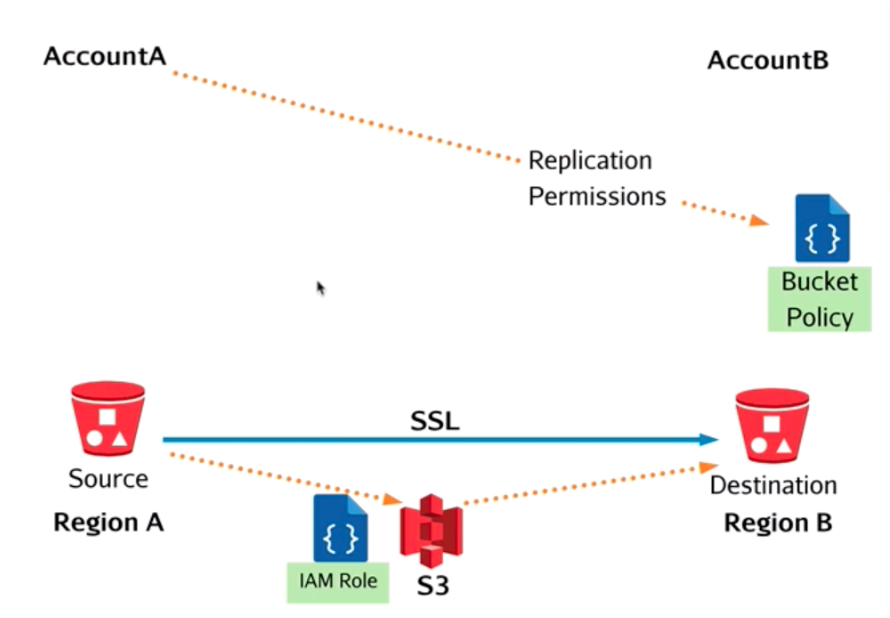 AccountA
AccountB
Replication
Permissions
{ }
Bucket
Policy
SSL
Source
Destination
Region A
Region B
{ }
IAM Role
S3